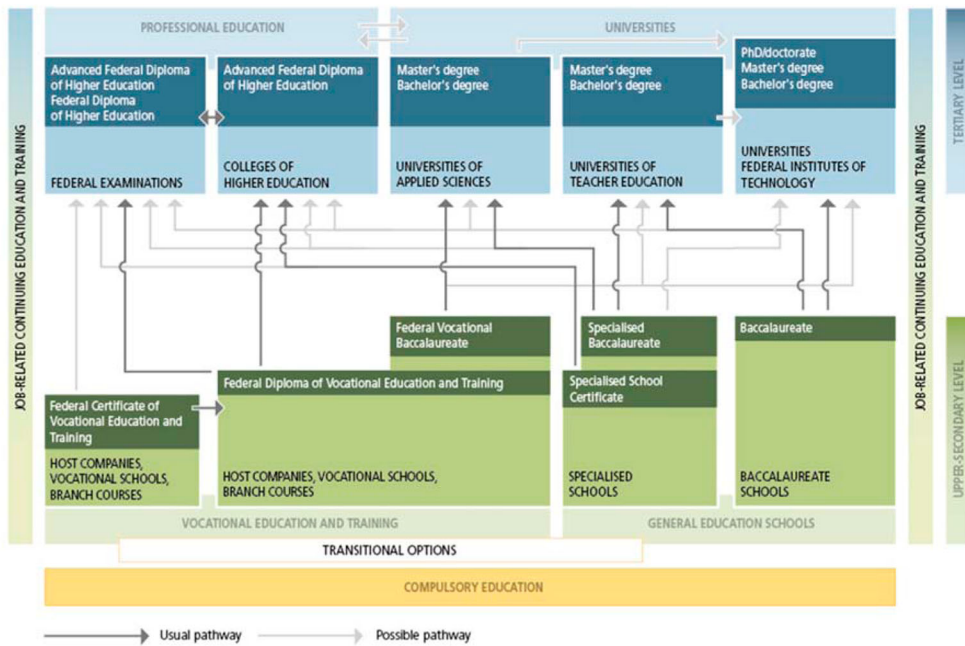 PROFESSIONAL EDUCATION
UNIVERSITIES
Advanced Federal Diploma
of Higher Education
Federal Diploma
of Higher Education
FEDERAL EXAMINATIONS
Advanced Federal Diploma
of Higher Education
COLLEGES OF
HIGHER EDUCATION
Master's degree
Bachelor's degree
UNIVERSITIES OF
APPLIED SCIENCES
Master's degree
Bachelor's degree
UNIVERSITIES OF
TEACHER EDUCATION
PhD/doctorate
Master's degree
Bachelor's degree
UNIVERSITIES
FEDERAL INSTITUTES OF
TECHNOLOGY
JOB-RELATED CONTINUING EDUCATION AND TRAINING
JOB-RELATED CONTINUING EDUCATION AND TRAINING
TERTIARY LEVEL
UPPER-SECONDARY LEVEL
Federal Vocational
Baccalaureate
Specialised
Baccalaureate
Baccalaureate
Federal Diploma of Vocational Education and Training
Specialised School
Certificate
Federal Certificate of
Vocational Education and
Training
HOST COMPANIES,
VOCATIONAL SCHOOLS,
BRANCH COURSES
HOST COMPANIES, VOCATIONAL SCHOOLS,
BRANCH COURSES
SPECIALISED
SCHOOLS
BACCALAUREATE
SCHOOLS
VOCATIONAL EDUCATION AND TRAINING
GENERAL EDUCATION SCHOOLS
TRANSITIONAL OPTIONS
COMPULSORY EDUCATION
Usual pathway
Possible pathway